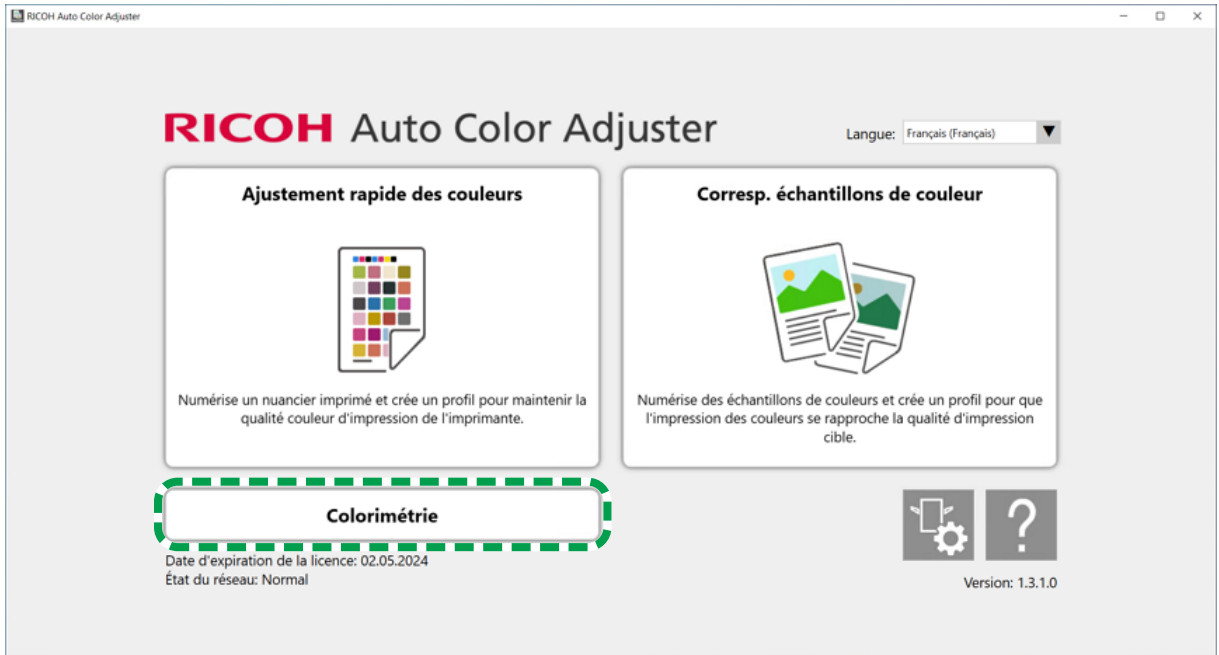 RICOH Auto Color Adjuster
RICOH Auto Color Adjuster
Langue: Français (Français)
Ajustement rapide des couleurs
Numérise un nuancier imprimé et crée un profil pour maintenir la
qualité couleur d'impression de l'imprimante.
Corresp. échantillons de couleur
Numérise des échantillons de couleurs et crée un profil pour que
l'impression des couleurs se rapproche la qualité d'impression
cible.
Colorimétrie
?
Date d'expiration de la licence: 02.05.2024
État du réseau: Normal
Version: 1.3.1.0